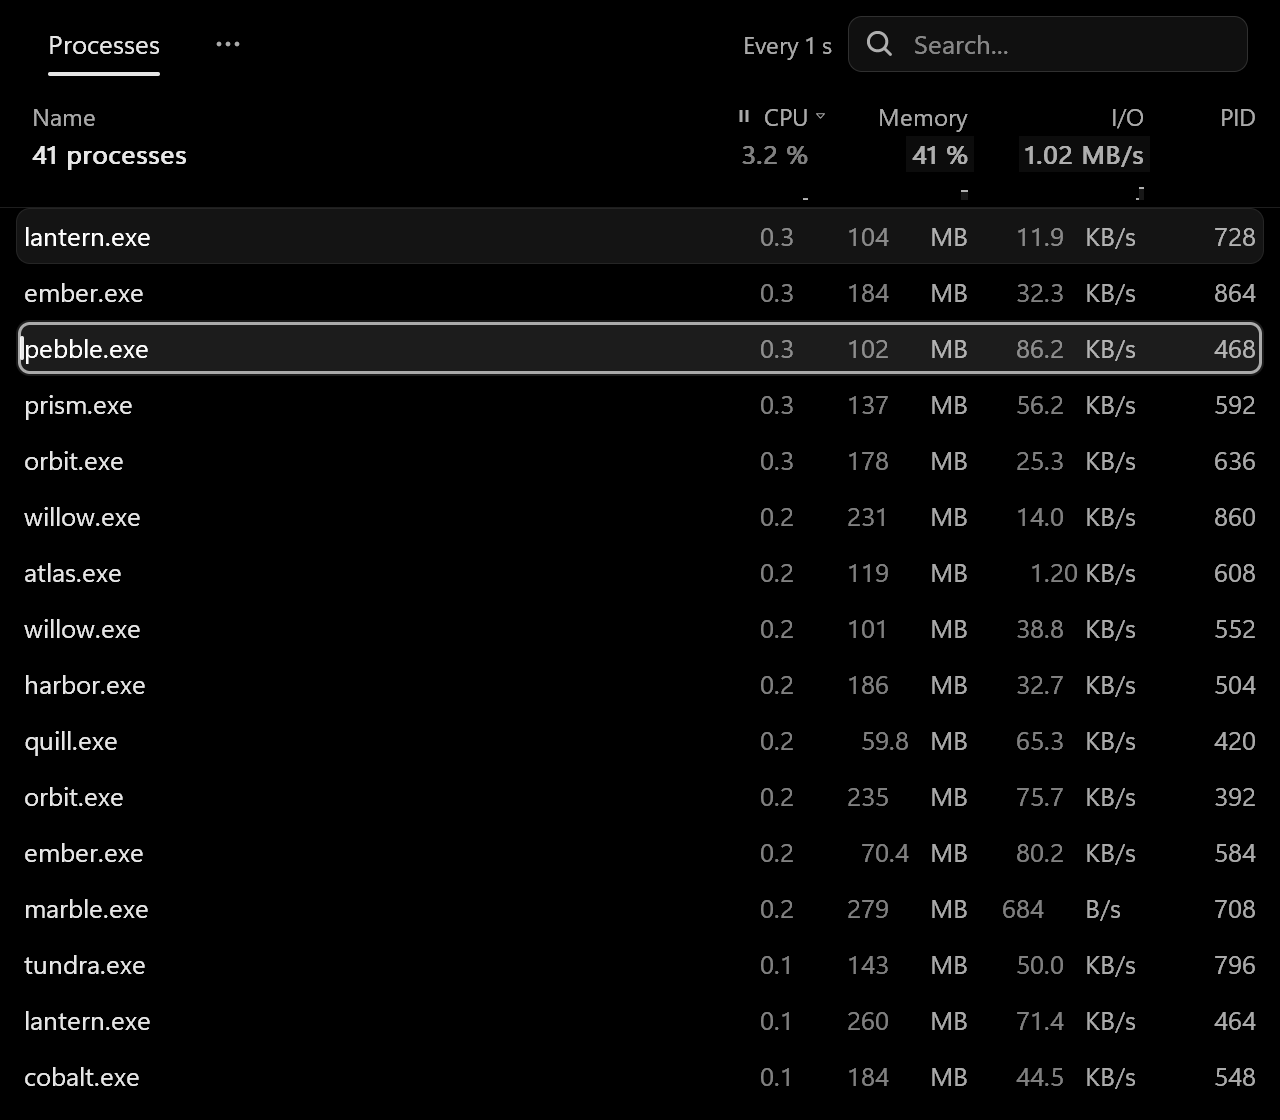 Processes ... Every 1 s Search...
Name CPU Memory I/O PID
41 processes 3.2 % 41 % 1.02 MB/s
lantern.exe 0.3 104 MB 11.9 KB/s 728
ember.exe 0.3 184 MB 32.3 KB/s 864
pebble.exe 0.3 102 MB 86.2 KB/s 468
prism.exe 0.3 137 MB 56.2 KB/s 592
orbit.exe 0.3 178 MB 25.3 KB/s 636
willow.exe 0.2 231 MB 14.0 KB/s 860
atlas.exe 0.2 119 MB 1.20 KB/s 608
willow.exe 0.2 101 MB 38.8 KB/s 552
harbor.exe 0.2 186 MB 32.7 KB/s 504
quill.exe 0.2 59.8 MB 65.3 KB/s 420
orbit.exe 0.2 235 MB 75.7 KB/s 392
ember.exe 0.2 70.4 MB 80.2 KB/s 584
marble.exe 0.2 279 MB 684 B/s 708
tundra.exe 0.1 143 MB 50.0 KB/s 796
lantern.exe 0.1 260 MB 71.4 KB/s 464
cobalt.exe 0.1 184 MB 44.5 KB/s 548